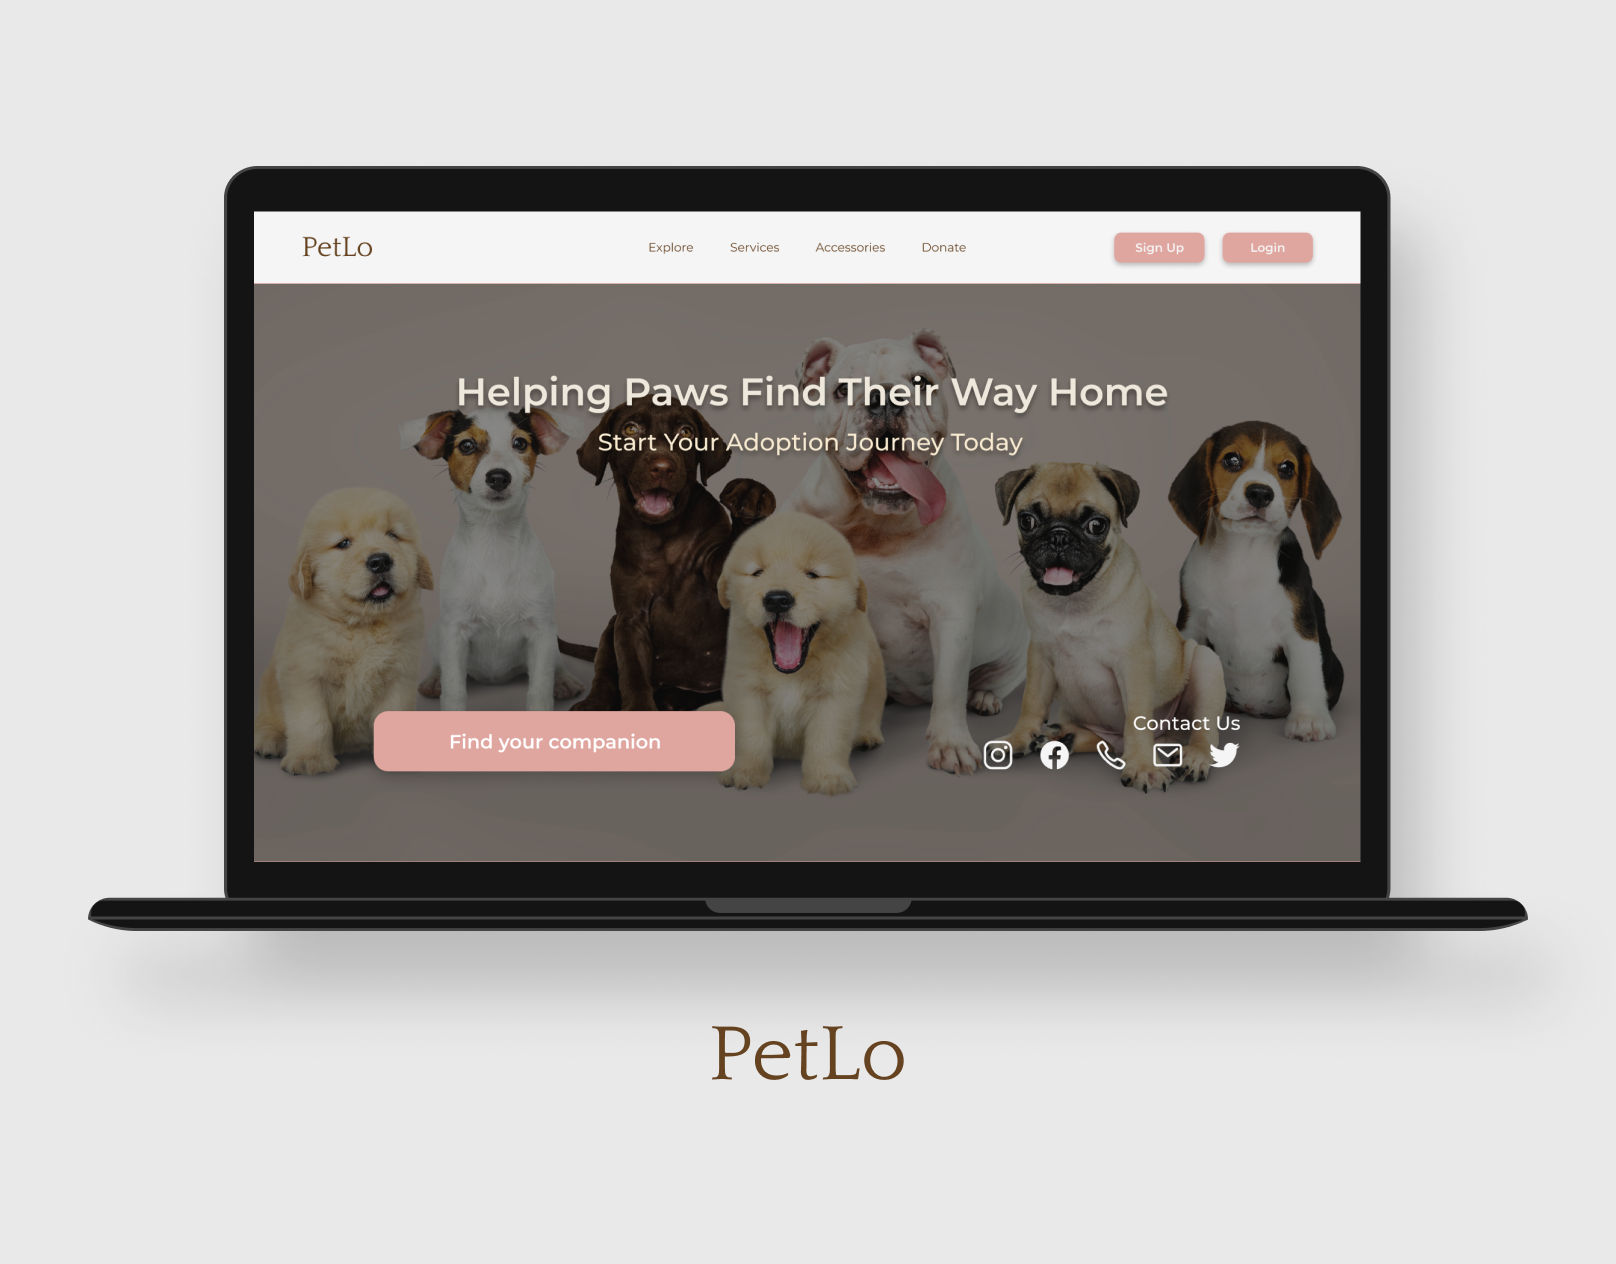 PetLo
Explore Services Accessories Donate
Sign Up Login
Helping Paws Find Their Way Home
Start Your Adoption Journey Today
Find your companion
Contact Us
PetLo